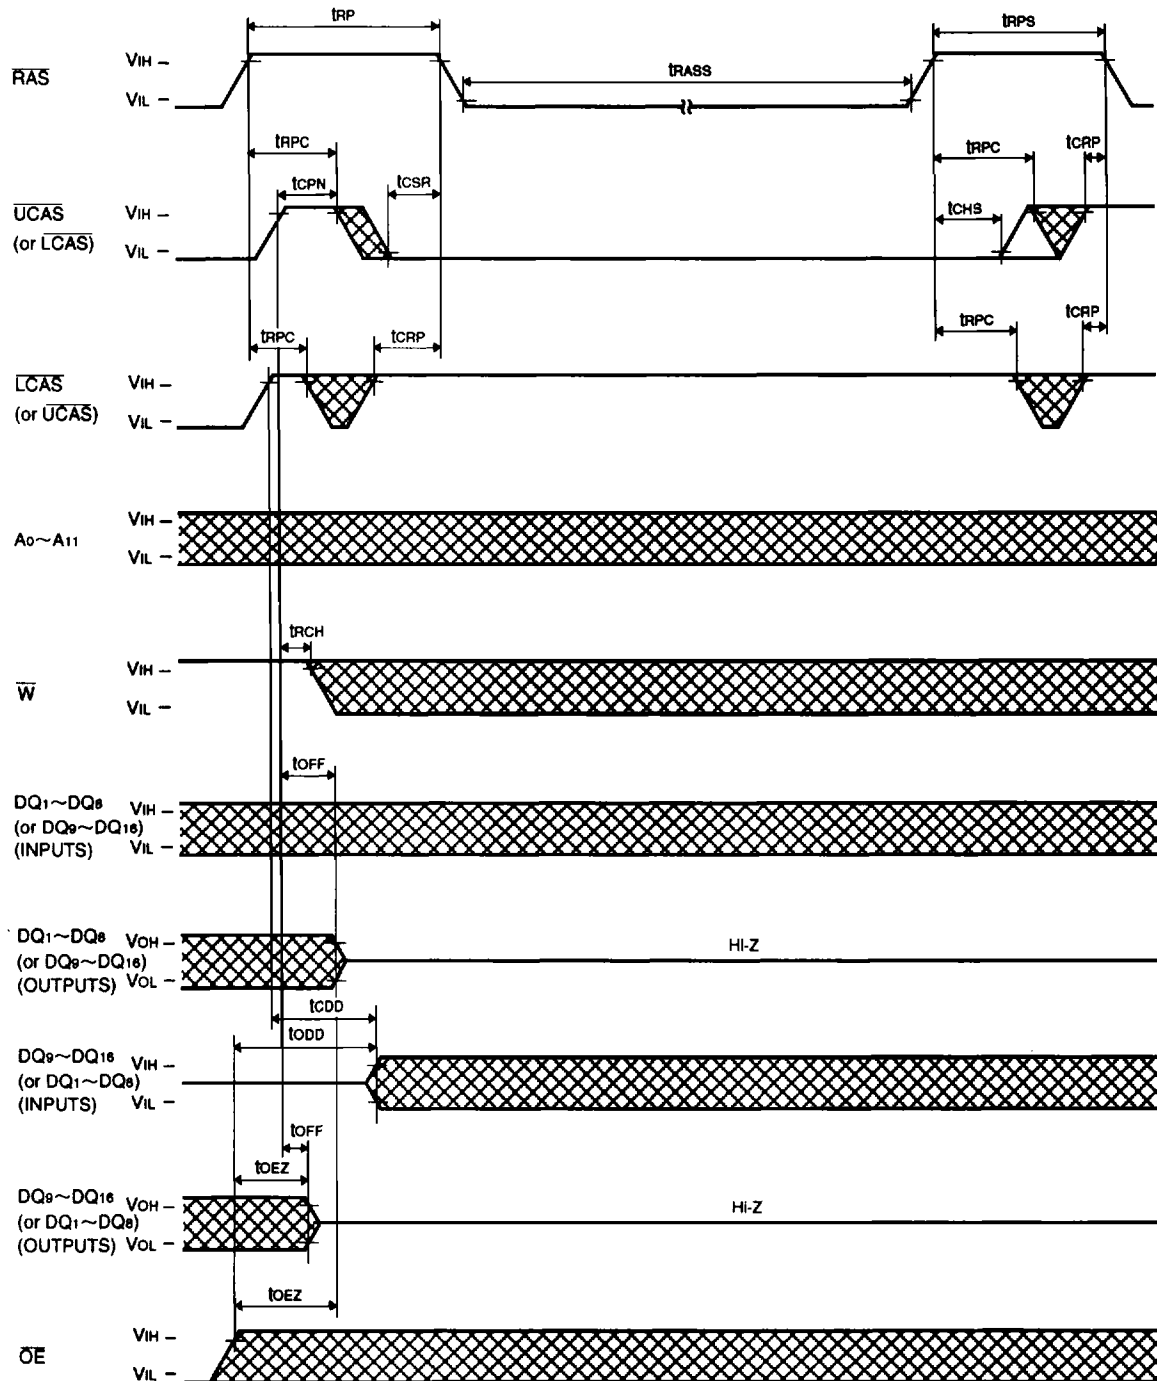 tRP
tRPS
RAS
VIH
VIL
tRASS
tRPC
tCPN
tCSR
tRPC
tCRP
tCHS
UCAS
(or LCAS)
VIH
VIL
tRPC
tCRP
tRPC
tCRP
LCAS
(or UCAS)
VIH
VIL
A0~A11
VIH
VIL
tRCH
W
VIH
VIL
tOFF
DQ1~DQ8
(or DQ9~DQ16)
(INPUTS)
VIH
VIL
DQ1~DQ8
(or DQ9~DQ16)
(OUTPUTS)
VOH
VOL
HI-Z
tCDD
tODD
DQ9~DQ16
(or DQ1~DQ8)
(INPUTS)
VIH
VIL
tOFF
tOEZ
DQ9~DQ16
(or DQ1~DQ8)
(OUTPUTS)
VOH
VOL
Hi-Z
tOEZ
OE
VIH
VIL